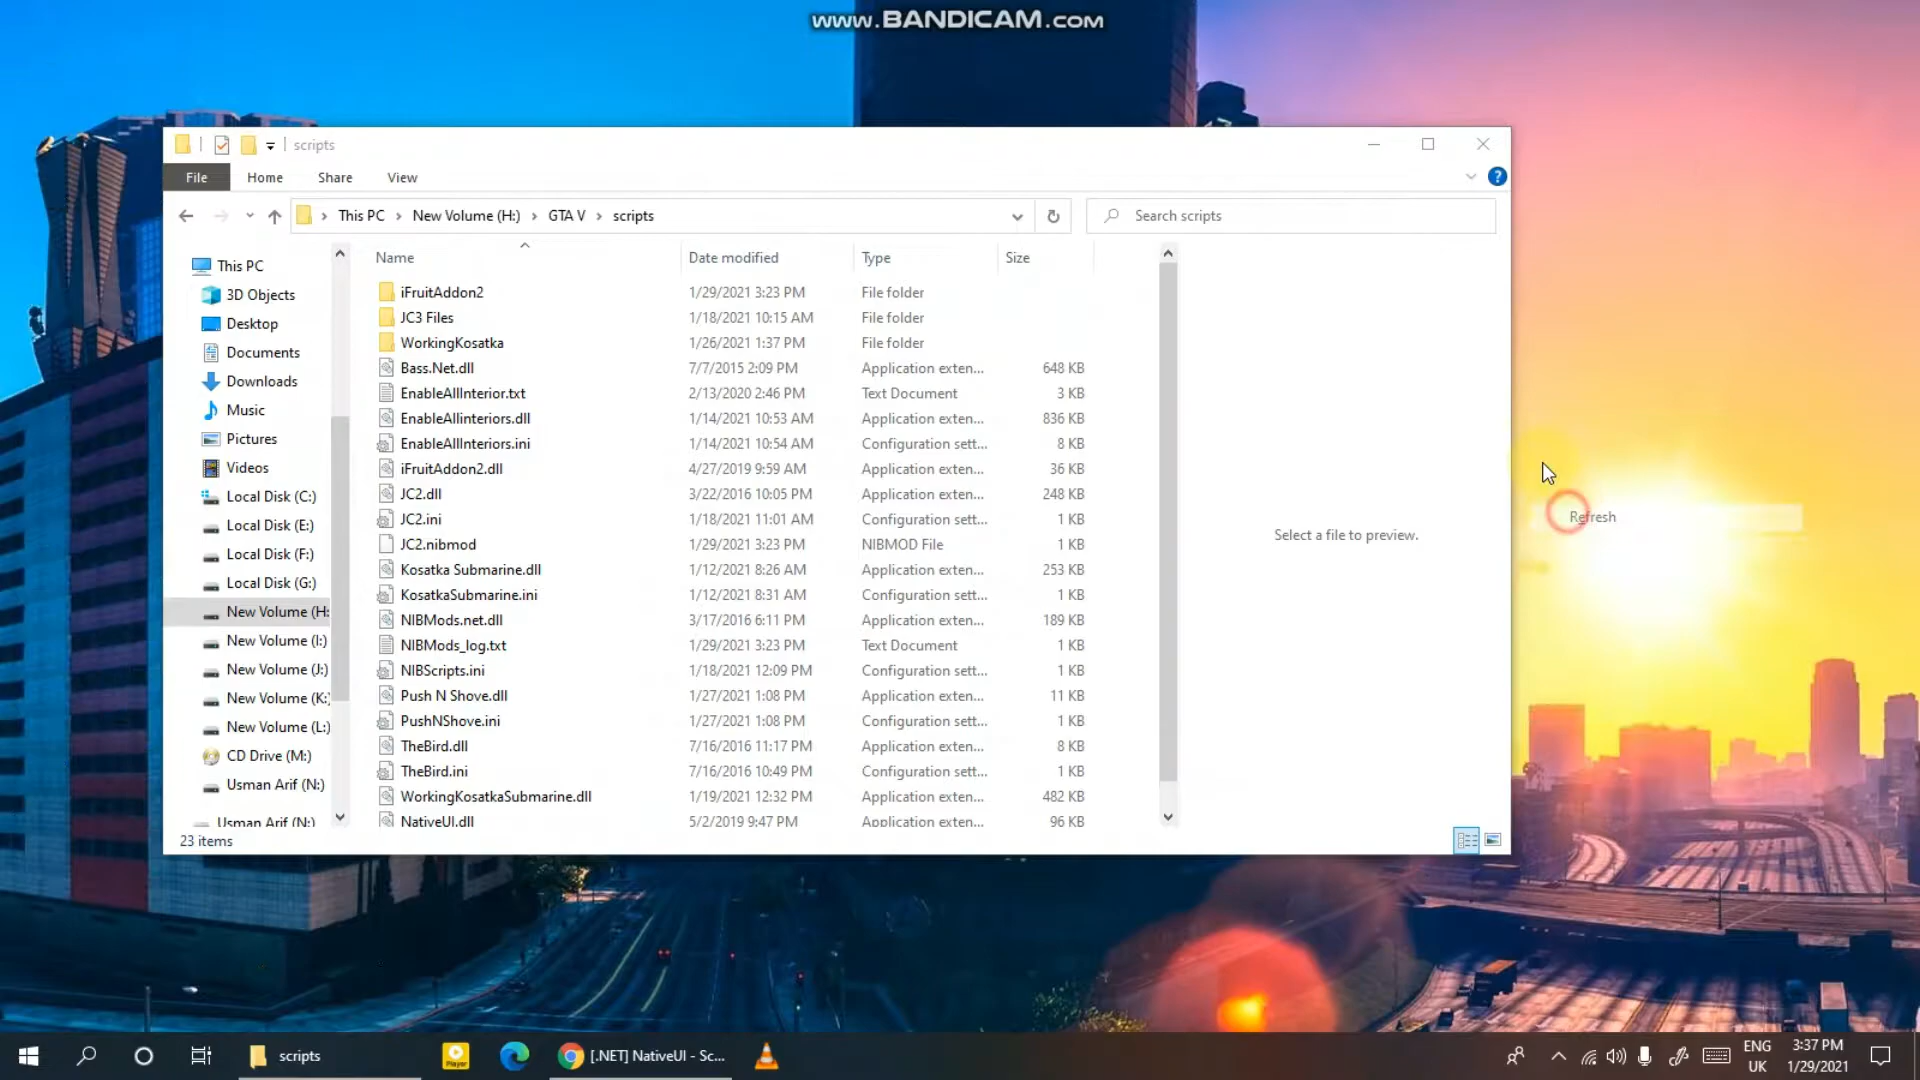 www.BANDICAM.com
scripts
File Home Share View
This PC New Volume (H:) GTA V scripts
Search scripts
Name Date modified Type Size
This PC
3D Objects
Desktop
Documents
Downloads
Music
Pictures
Videos
Local Disk (C:)
Local Disk (E:)
Local Disk (F:)
Local Disk (G:)
New Volume (H:
New Volume (I:)
New Volume (J:)
New Volume (K:)
New Volume (L:)
CD Drive (M:)
Usman Arif (N:)
Usman Arif (N:)
iFruitAddon2 1/29/2021 3:23 PM File folder
JC3 Files 1/18/2021 10:15 AM File folder
WorkingKosatka 1/26/2021 1:37 PM File folder
Bass.Net.dll 7/7/2015 2:09 PM Application exten... 648 KB
EnableAllInterior.txt 2/13/2020 2:46 PM Text Document 3 KB
EnableAllinteriors.dll 1/14/2021 10:53 AM Application exten... 836 KB
EnableAllInteriors.ini 1/14/2021 10:54 AM Configuration sett... 8 KB
iFruitAddon2.dll 4/27/2019 9:59 AM Application exten... 36 KB
JC2.dll 3/22/2016 10:05 PM Application exten... 248 KB
JC2.ini 1/18/2021 11:01 AM Configuration sett... 1 KB
JC2.nibmod 1/29/2021 3:23 PM NIBMOD File 1 KB
Kosatka Submarine.dll 1/12/2021 8:26 AM Application exten... 253 KB
KosatkaSubmarine.ini 1/12/2021 8:31 AM Configuration sett... 1 KB
NIBMods.net.dll 3/17/2016 6:11 PM Application exten... 189 KB
NIBMods_log.txt 1/29/2021 3:23 PM Text Document 1 KB
NIBScripts.ini 1/18/2021 12:09 PM Configuration sett... 1 KB
Push N Shove.dll 1/27/2021 1:08 PM Application exten... 11 KB
PushNShove.ini 1/27/2021 1:08 PM Configuration sett... 1 KB
TheBird.dll 7/16/2016 11:17 PM Application exten... 8 KB
TheBird.ini 7/16/2016 10:49 PM Configuration sett... 1 KB
WorkingKosatkaSubmarine.dll 1/19/2021 12:32 PM Application exten... 482 KB
NativeUI.dll 5/2/2019 9:47 PM Application exten... 96 KB
Select a file to preview.
Refresh
23 items
scripts
Player
[.NET] NativeUI - Sc...
ENG
UK
3:37 PM
1/29/2021